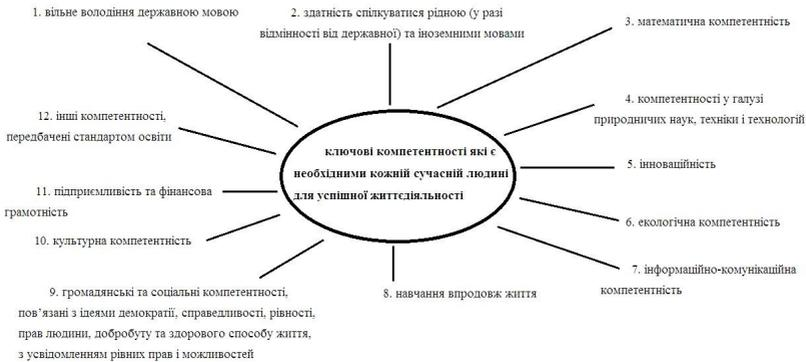 1. вільне володіння державною мовою
2. здатність спілкуватися рідною (у разі
відмінності від державної) та іноземними мовами
3. математична компетентність
4. компетентності у галузі
природничих наук, техніки і технологій
5. інноваційність
6. екологічна компетентність
7. інформаційно-комунікаційна
компетентність
8. навчання впродовж життя
9. громадянські та соціальні компетентності,
пов’язані з ідеями демократії, справедливості, рівності,
прав людини, добробуту та здорового способу життя,
з усвідомленням рівних прав і можливостей
10. культурна компетентність
11. підприємливість та фінансова
грамотність
12. інші компетентності,
передбачені стандартом освіти
ключові компетентності які є
необхідними кожній сучасній людині
для успішної життєдіяльності